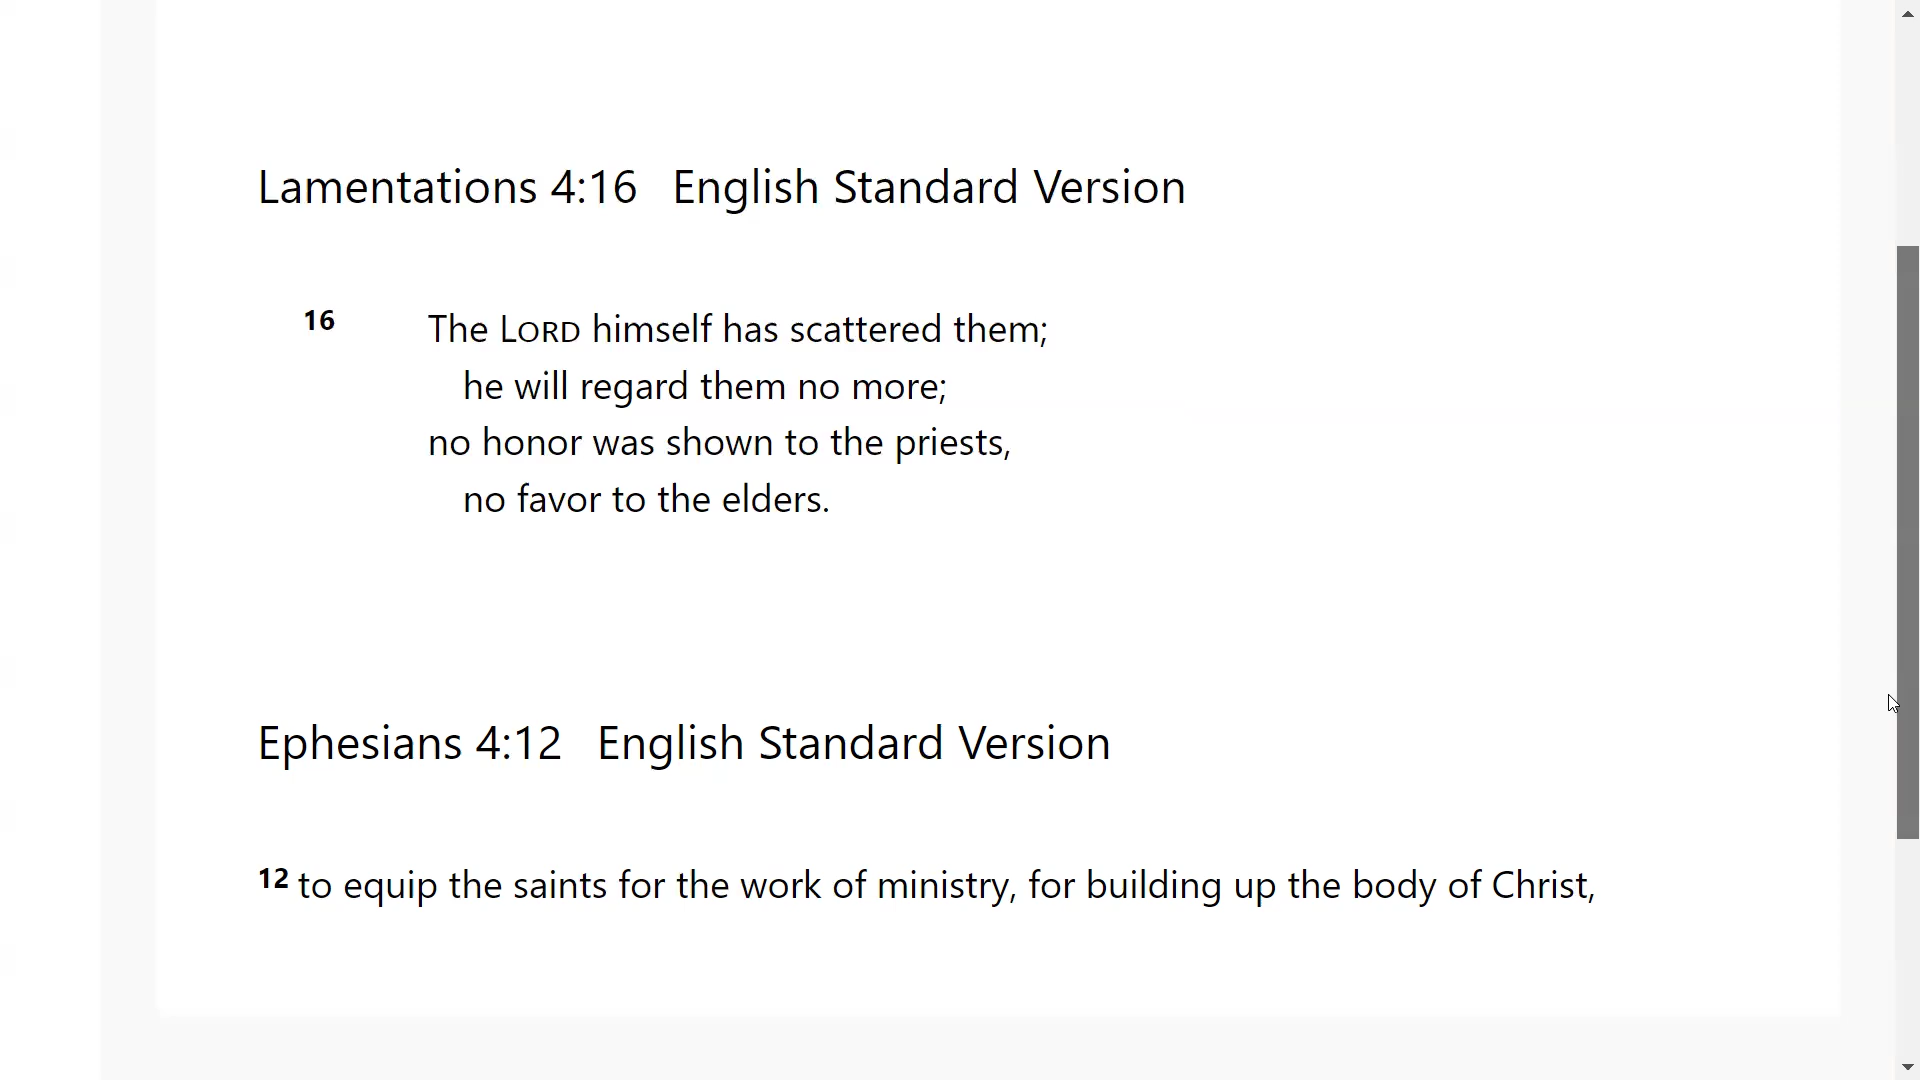 Lamentations 4:16 English Standard Version
16 The LORD himself has scattered them;
he will regard them no more;
no honor was shown to the priests,
no favor to the elders.
Ephesians 4:12 English Standard Version
12 to equip the saints for the work of ministry, for building up the body of Christ,